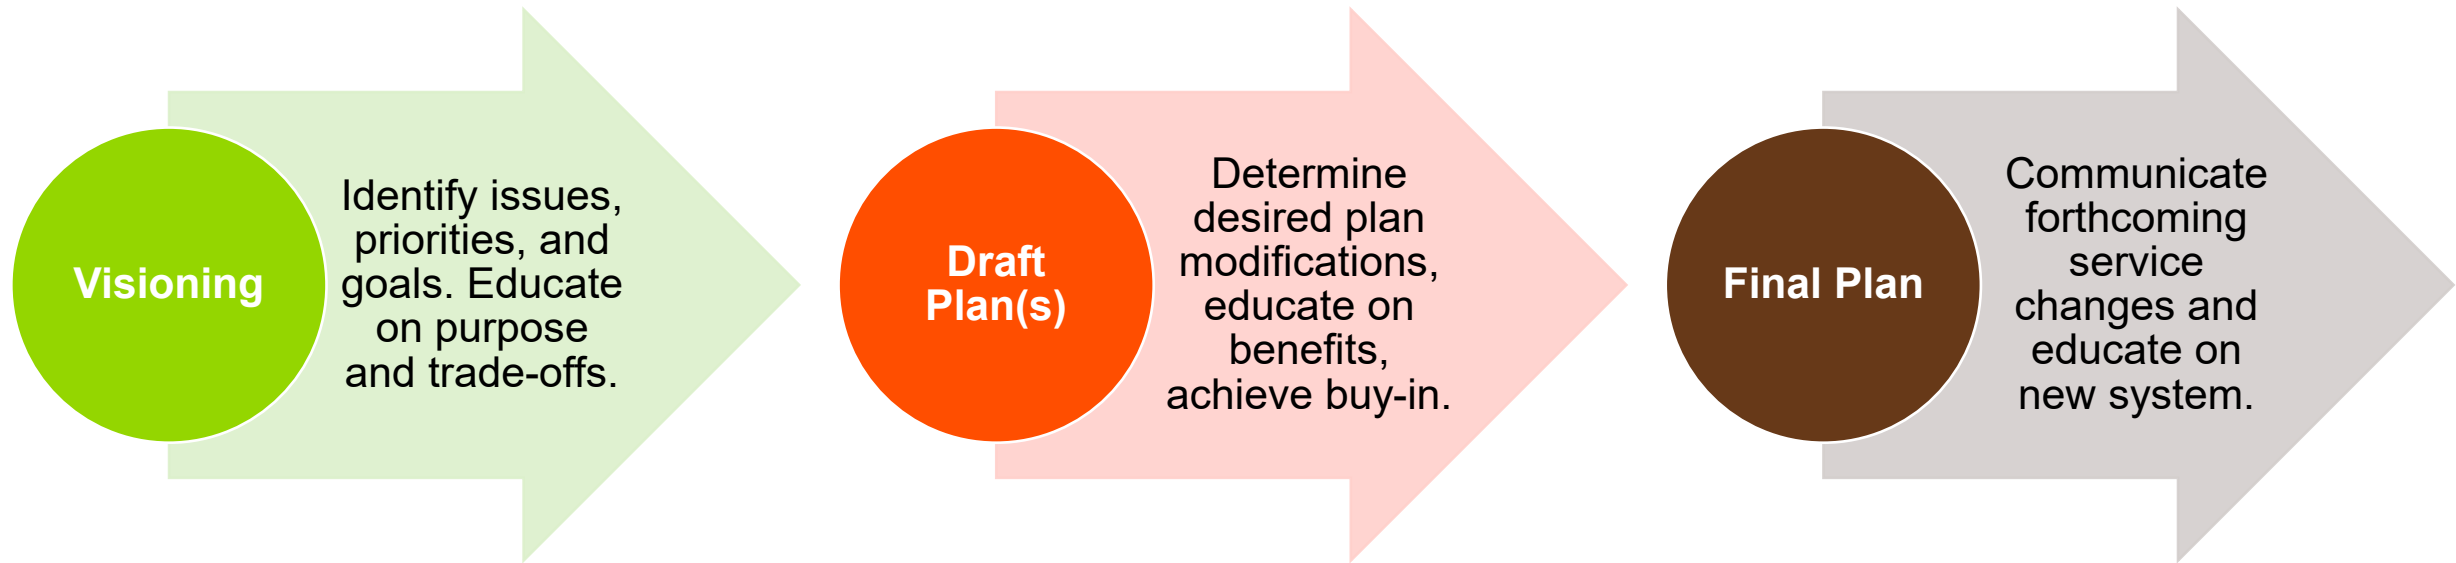 Visioning
Identify issues,
priorities, and
goals. Educate
on purpose
and trade-offs.
Draft
Plan(s)
Determine
desired plan
modifications,
educate on
benefits,
achieve buy-in.
Final Plan
Communicate
forthcoming
service
changes and
educate on
new system.